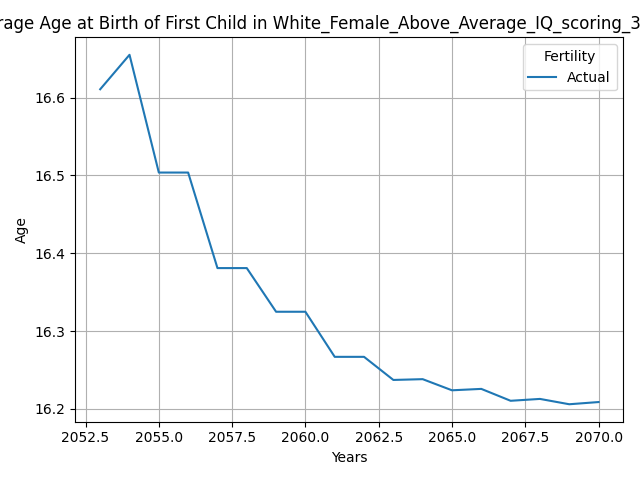 rage Age at Birth of First Child in White_Female_Above_Average_IQ_scoring_3
Fertility
Actual
16.6
16.5
16.4
16.3
16.2
Age
2052.5 2055.0 2057.5 2060.0 2062.5 2065.0 2067.5 2070.0
Years